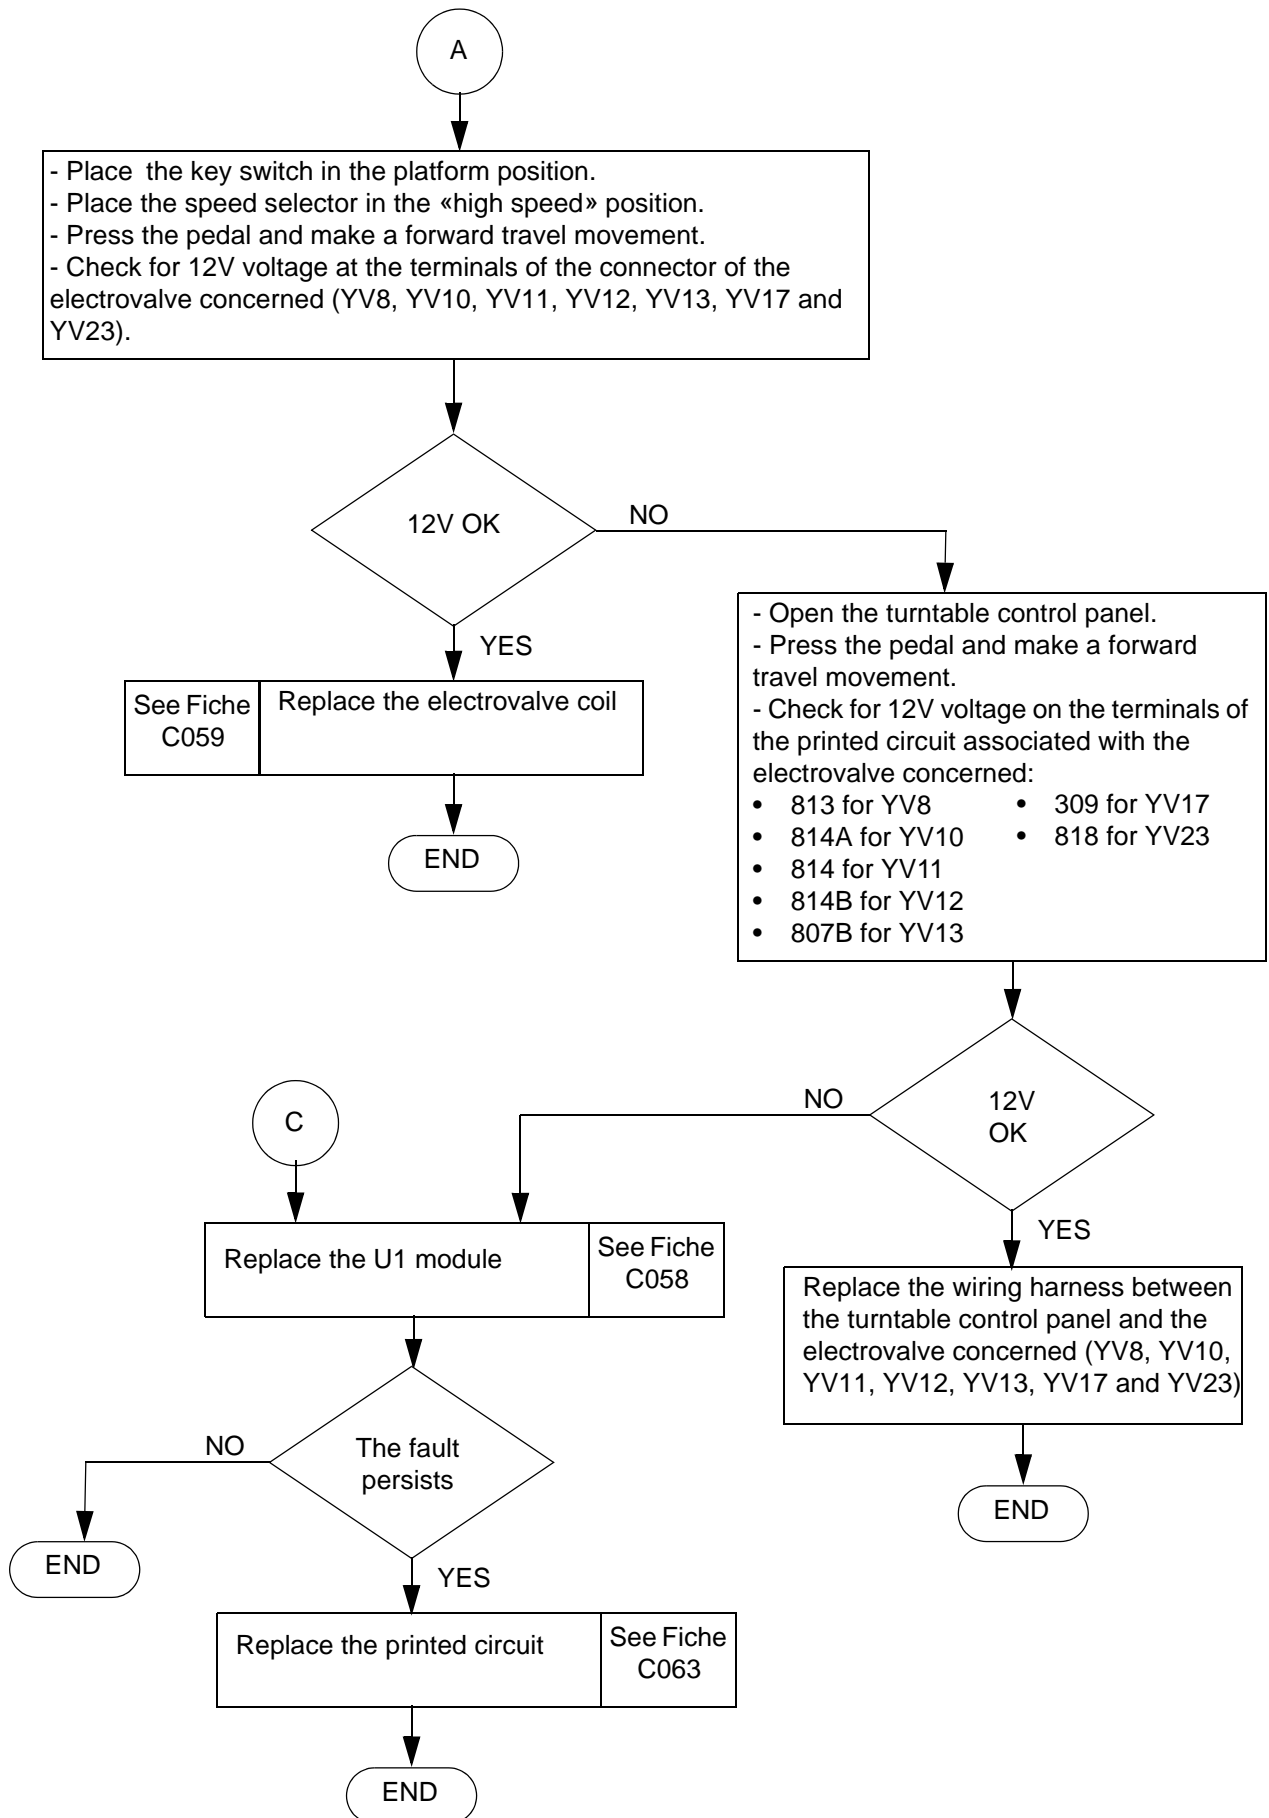 A
- Place the key switch in the platform position.
- Place the speed selector in the «high speed» position.
- Press the pedal and make a forward travel movement.
- Check for 12V voltage at the terminals of the connector of the
electrovalve concerned (YV8, YV10, YV11, YV12, YV13, YV17 and
YV23).
12V OK
NO
YES
See Fiche
C059
Replace the electrovalve coil
END
- Open the turntable control panel.
- Press the pedal and make a forward
travel movement.
- Check for 12V voltage on the terminals of
the printed circuit associated with the
electrovalve concerned:
• 813 for YV8
• 814A for YV10
• 814 for YV11
• 814B for YV12
• 807B for YV13
• 309 for YV17
• 818 for YV23
12V
OK
NO
YES
C
Replace the U1 module
See Fiche
C058
Replace the wiring harness between
the turntable control panel and the
electrovalve concerned (YV8, YV10,
YV11, YV12, YV13, YV17 and YV23)
END
The fault
persists
NO
END
YES
Replace the printed circuit
See Fiche
C063
END